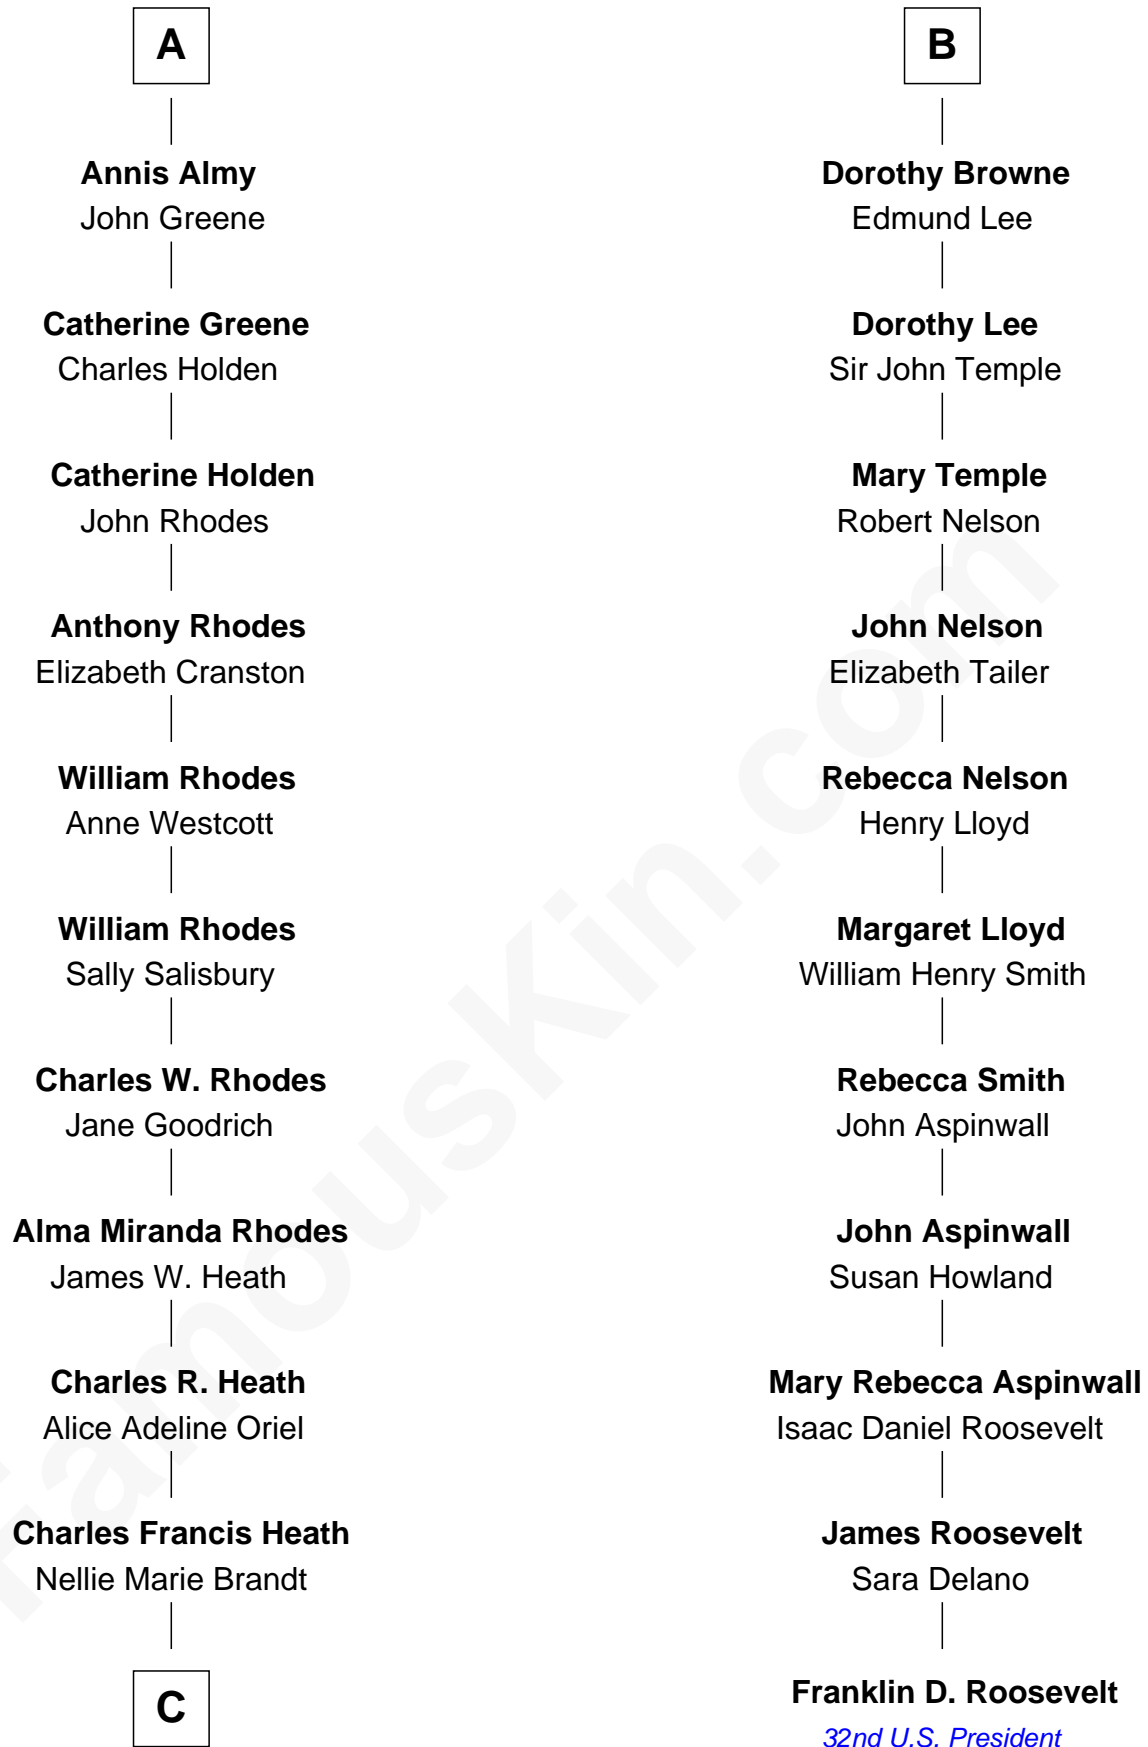 A
Annis Almy
John Greene
Catherine Greene
Charles Holden
Catherine Holden
John Rhodes
Anthony Rhodes
Elizabeth Cranston
William Rhodes
Anne Westcott
William Rhodes
Sally Salisbury
Charles W. Rhodes
Jane Goodrich
Alma Miranda Rhodes
James W. Heath
Charles R. Heath
Alice Adeline Oriel
Charles Francis Heath
Nellie Marie Brandt
C
B
Dorothy Browne
Edmund Lee
Dorothy Lee
Sir John Temple
Mary Temple
Robert Nelson
John Nelson
Elizabeth Tailer
Rebecca Nelson
Henry Lloyd
Margaret Lloyd
William Henry Smith
Rebecca Smith
John Aspinwall
John Aspinwall
Susan Howland
Mary Rebecca Aspinwall
Isaac Daniel Roosevelt
James Roosevelt
Sara Delano
Franklin D. Roosevelt
32nd U.S. President
FamousKin.com